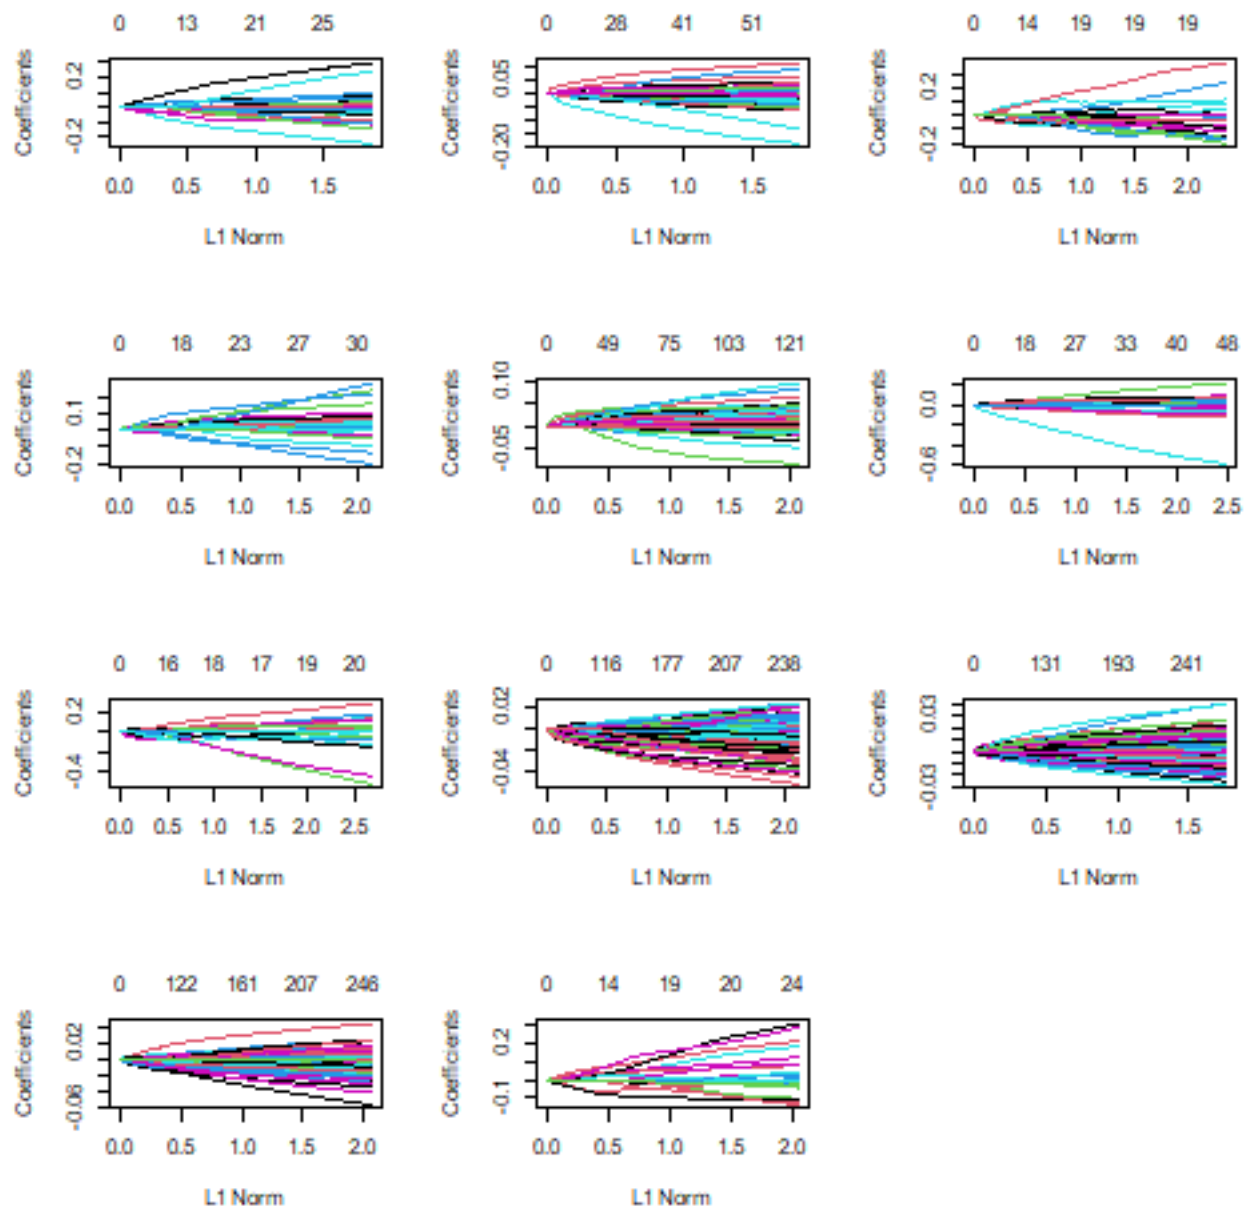 0 13 21 25
Coefficients
-0.2 0.2
0.0 0.5 1.0 1.5
L1 Norm
0 28 41 51
Coefficients
-0.20 0.05
0.0 0.5 1.0 1.5
L1 Norm
0 14 19 19 19
Coefficients
-0.2 0.2
0.0 0.5 1.0 1.5 2.0
L1 Norm
0 18 23 27 30
Coefficients
-0.2 0.1
0.0 0.5 1.0 1.5 2.0
L1 Norm
0 49 75 103 121
Coefficients
-0.05 0.10
0.0 0.5 1.0 1.5 2.0
L1 Norm
0 18 27 33 40 48
Coefficients
-0.6 0.0
0.0 0.5 1.0 1.5 2.0 2.5
L1 Norm
0 16 18 17 19 20
Coefficients
-0.4 0.2
0.0 0.5 1.0 1.5 2.0 2.5
L1 Norm
0 116 177 207 238
Coefficients
-0.04 0.02
0.0 0.5 1.0 1.5 2.0
L1 Norm
0 131 193 241
Coefficients
-0.03 0.03
0.0 0.5 1.0 1.5
L1 Norm
0 122 161 207 246
Coefficients
-0.06 0.02
0.0 0.5 1.0 1.5 2.0
L1 Norm
0 14 19 20 24
Coefficients
-0.1 0.2
0.0 0.5 1.0 1.5 2.0
L1 Norm